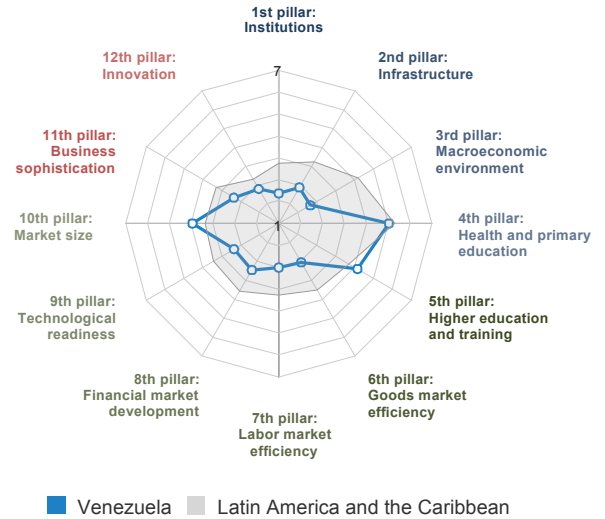 1st pillar:
Institutions
2nd pillar:
Infrastructure
3rd pillar:
Macroeconomic
environment
4th pillar:
Health and primary
education
5th pillar:
Higher education
and training
6th pillar:
Goods market
efficiency
7th pillar:
Labor market
efficiency
8th pillar:
Financial market
development
9th pillar:
Technological
readiness
10th pillar:
Market size
11th pillar:
Business
sophistication
12th pillar:
Innovation
7
1
Venezuela
Latin America and the Caribbean